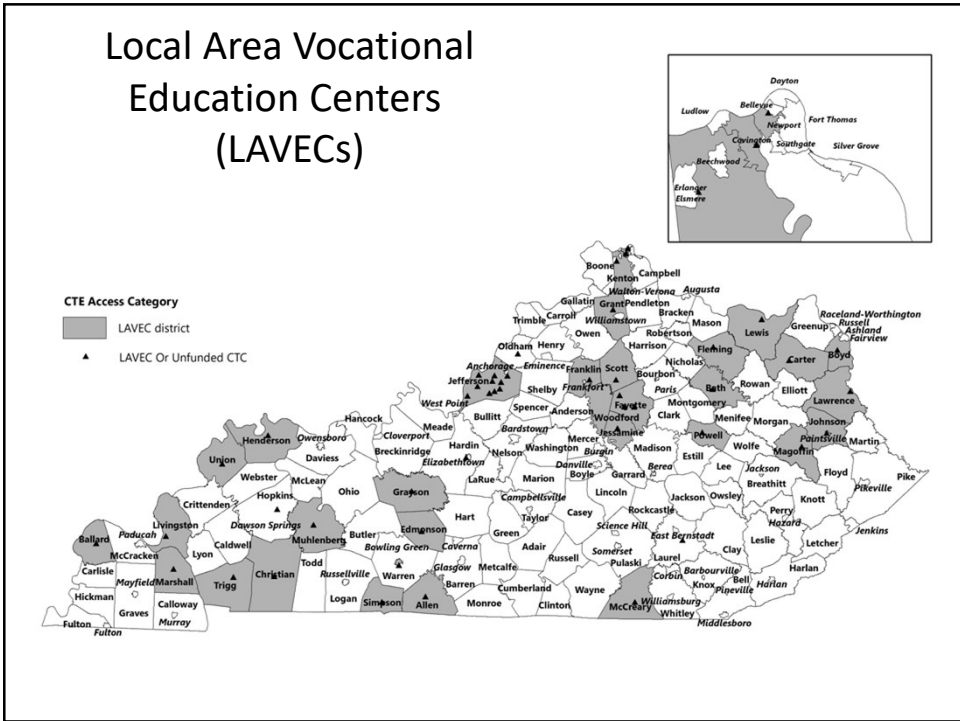 Local Area Vocational
Education Centers
(LAVECs)
Dayton
Bellevue
Ludlow
Newport
Fort Thomas
Covington
Southgate
Silver Grove
Beechwood
Erlanger
Elsmere
CTE Access Category
LAVEC district
LAVEC Or Unfunded CTC
Boone
Kenton
Campbell
Walton-Verona
Augusta
Gallatin
Grant
Pendleton
Bracken
Raceland-Worthington
Carroll
Williamstown
Mason
Lewis
Greenup
Russell
Trimble
Owen
Robertson
Ashland
Fairview
Oldham
Henry
Harrison
Fleming
Carter
Boyd
Anchorage
Eminence
Franklin
Scott
Nicholas
Jefferson
Shelby
Frankfort
Bourbon
Paris
Bath
Rowan
Elliott
Lawrence
West Point
Spencer
Anderson
Woodford
Fayette
Clark
Montgomery
Menifee
Morgan
Johnson
Bullitt
Jessamine
Powell
Paintsville
Martin
Hancock
Meade
Bardstown
Mercer
Madison
Estill
Wolfe
Magoffin
Henderson
Owensboro
Cloverport
Hardin
Nelson
Washington
Burgin
Union
Daviess
Breckinridge
Elizabethtown
Danville
Boyle
Garrard
Berea
Lee
Jackson
Breathitt
Floyd
Pike
Webster
McLean
LaRue
Marion
Lincoln
Jackson
Owsley
Knott
Pikeville
Hopkins
Ohio
Grayson
Campbellsville
Rockcastle
Perry
Crittenden
Hart
Taylor
Casey
Hazard
Livingston
Dawson Springs
Muhlenberg
Butler
Edmonson
Green
Science Hill
East Bernstadt
Leslie
Letcher
Jenkins
Ballard
Paducah
Caldwell
Bowling Green
Caverna
Adair
Somerset
Laurel
Clay
McCracken
Lyon
Todd
Glasgow
Metcalfe
Russell
Pulaski
Harlan
Carlisle
Marshall
Trigg
Christian
Russellville
Warren
Barren
Corbin
Barbourville
Knox
Bell
Harlan
Mayfield
Cumberland
Wayne
Pineville
Hickman
Graves
Calloway
Logan
Simpson
Allen
Monroe
Clinton
McCreary
Williamsburg
Whitley
Fulton
Fulton
Murray
Middlesboro